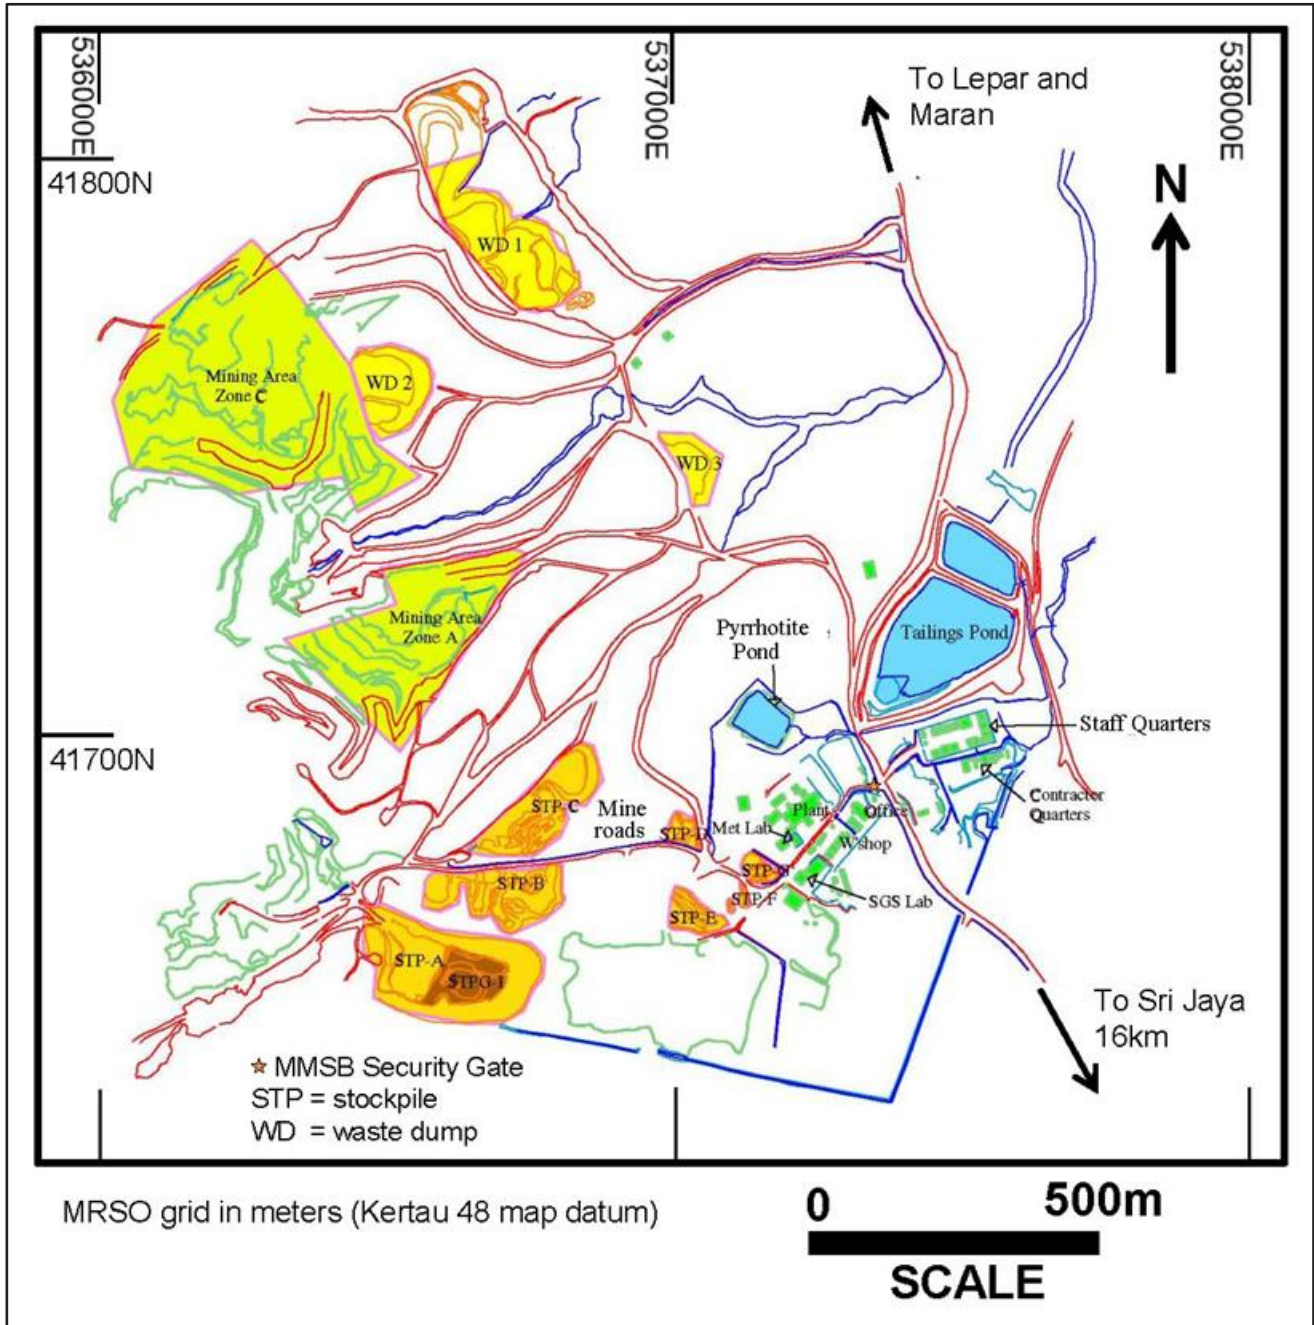 536000E
537000E
538000E
To Lepar and
Maran
N
41800N
WD 1
Mining Area
Zone C
WD 2
WD 3
Mining Area
Zone A
Pyrrhotite
Pond
Tailings Pond
Staff Quarters
41700N
Contracter
Quarters
STP-C
Mine
roads
Plant
Office
STP-D
Met Lab
W'shop
STP-B
STP-F
SGS Lab
STP-E
STP-A
STPG-1
To Sri Jaya
16km
MMSB Security Gate
STP = stockpile
WD = waste dump
MRSO grid in meters (Kertau 48 map datum)
0 500m
SCALE